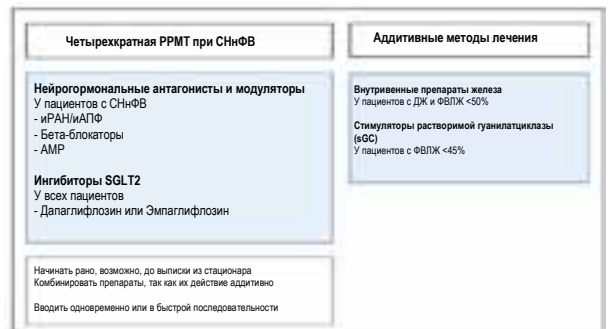 Четырехкратная PPMT при СНнФВ
Нейрогормональные антагонисты и модуляторы
У пациентов с СНнФВ
- иРАН/иАПФ
- Бета-блокаторы
- АМР
Ингибиторы SGLT2
У всех пациентов
- Дапаглифлозин или Эмпаглифлозин
Начинать рано, возможно, до выписки из стационара
Комбинировать препараты, так как их действие аддитивно
Вводить одновременно или в быстрой последовательности
Аддитивные методы лечения
Внутривенные препараты железа
У пациентов с ДЖ и ФВЛЖ <50%
Стимуляторы растворимой гуанилатциклазы
(sGC)
У пациентов с ФВЛЖ <45%